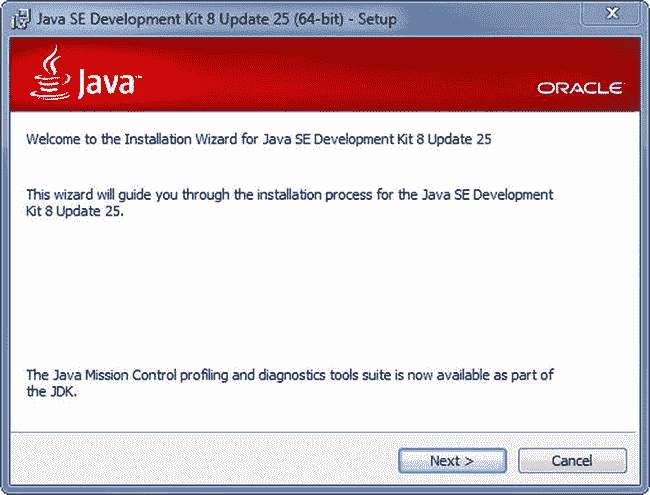 Java SE Development Kit 8 Update 25 (64-bit) - Setup
Java™
ORACLE
Welcome to the Installation Wizard for Java SE Development Kit 8 Update 25
This wizard will guide you through the installation process for the Java SE Development
Kit 8 Update 25.
The Java Mission Control profiling and diagnostics tools suite is now available as part of
the JDK.
Next >
Cancel